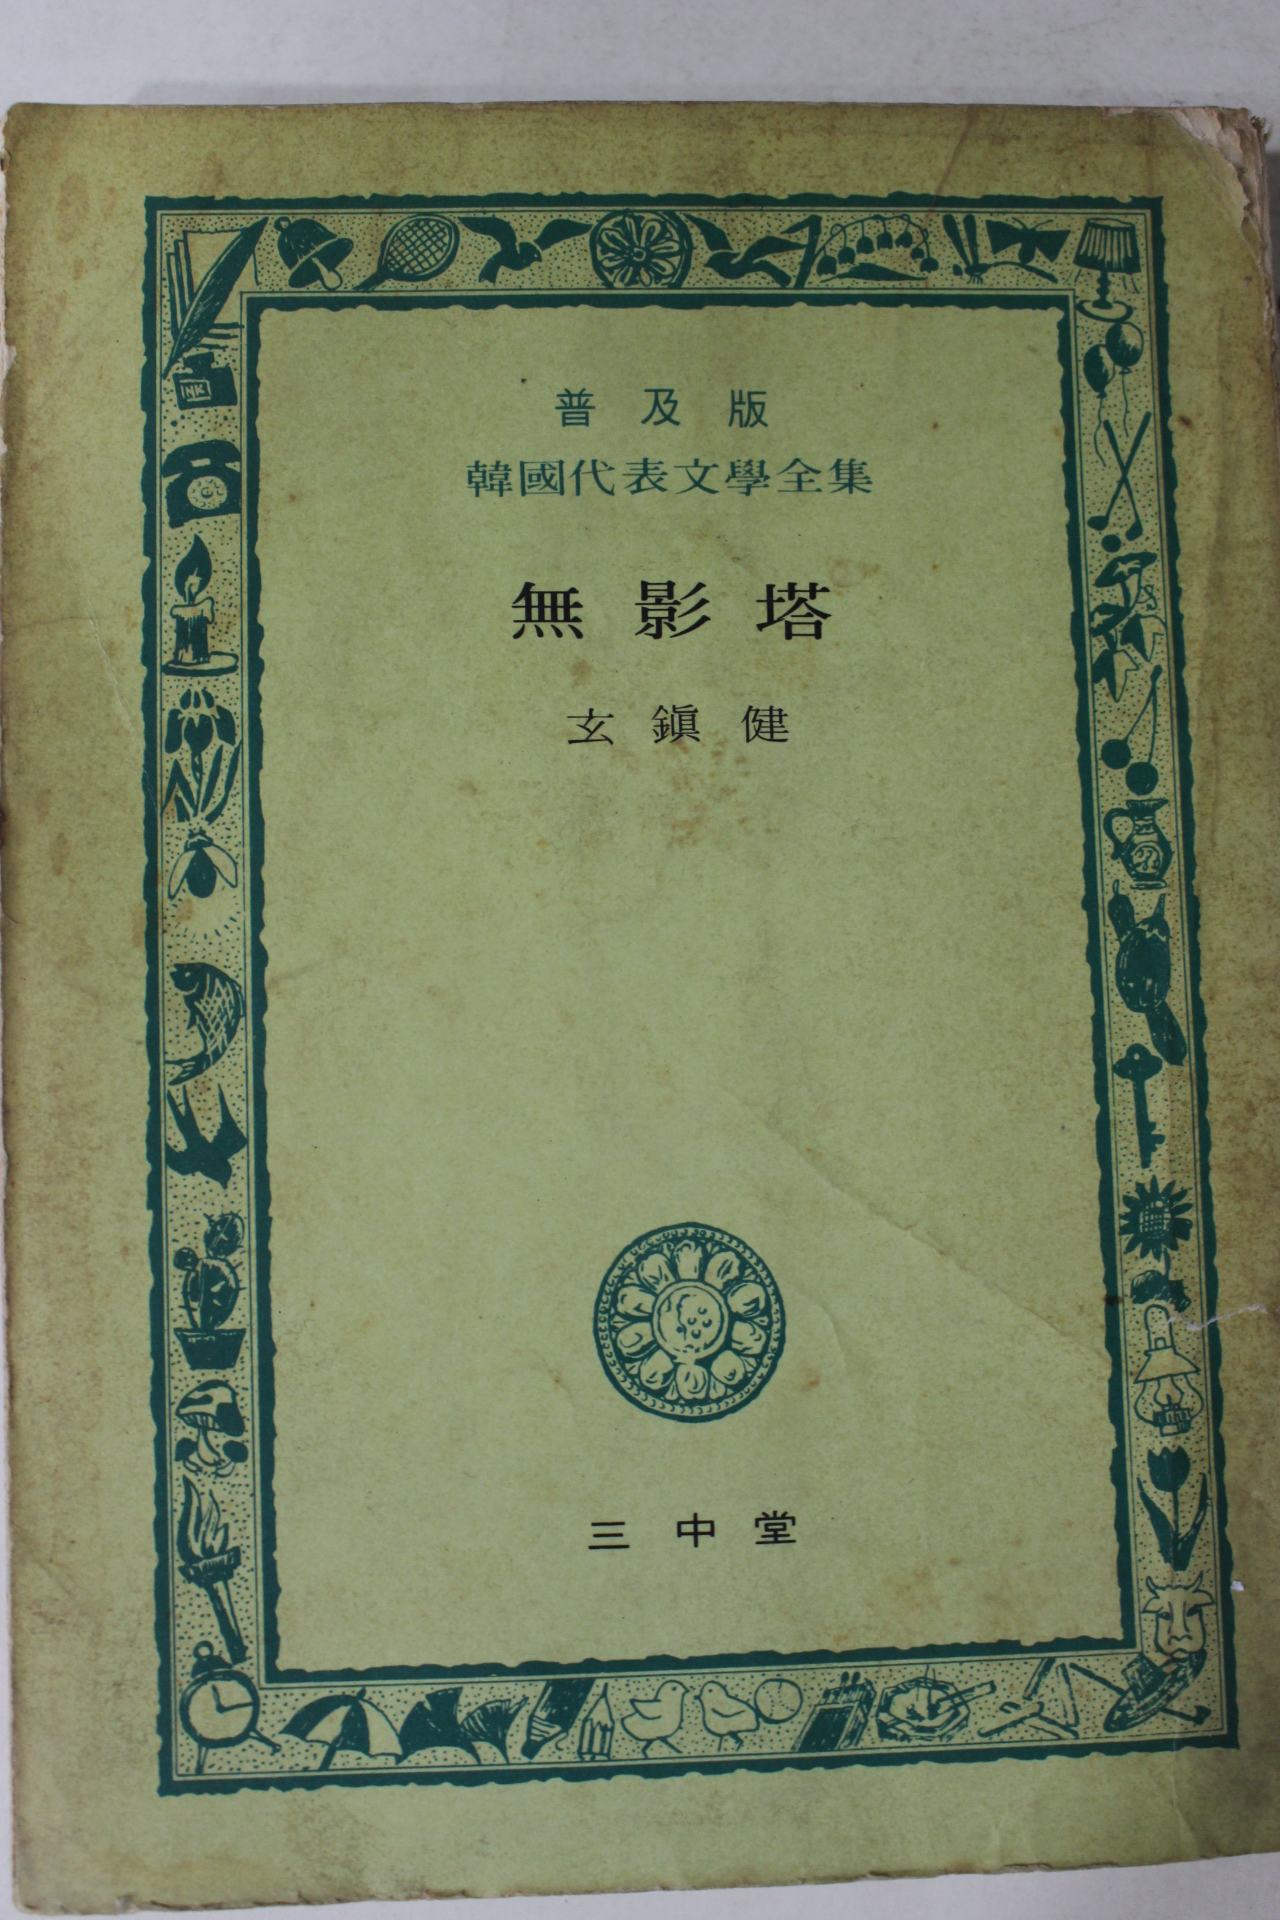 普及版
韓國代表文學全集
無影塔
玄鎭健
三中堂